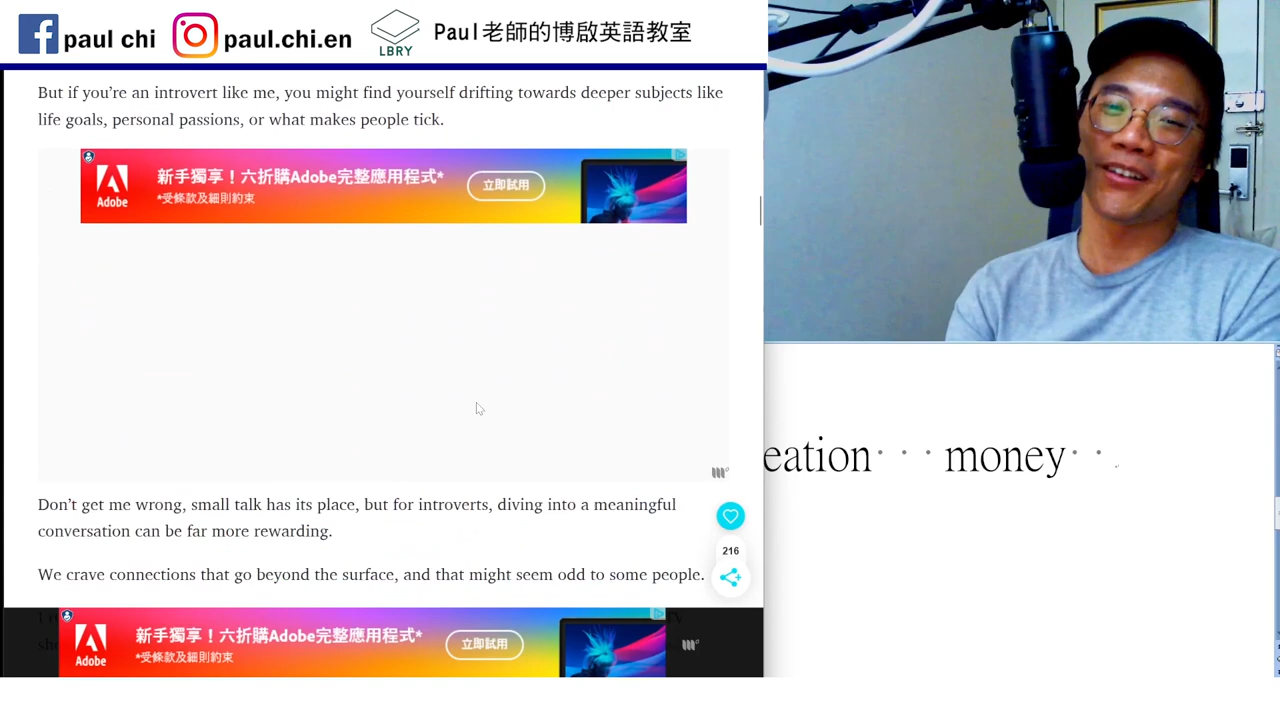 paul chi
paul.chi.en
LBRY
Paul老師的博啟英語教室
But if you’re an introvert like me, you might find yourself drifting towards deeper subjects like
life goals, personal passions, or what makes people tick.
Adobe
新手獨享！六折購Adobe完整應用程式*
*受條款及細則約束
立即試用
eation money
Don’t get me wrong, small talk has its place, but for introverts, diving into a meaningful
conversation can be far more rewarding.
216
We crave connections that go beyond the surface, and that might seem odd to some people.
Adobe
新手獨享！六折購Adobe完整應用程式*
*受條款及細則約束
立即試用